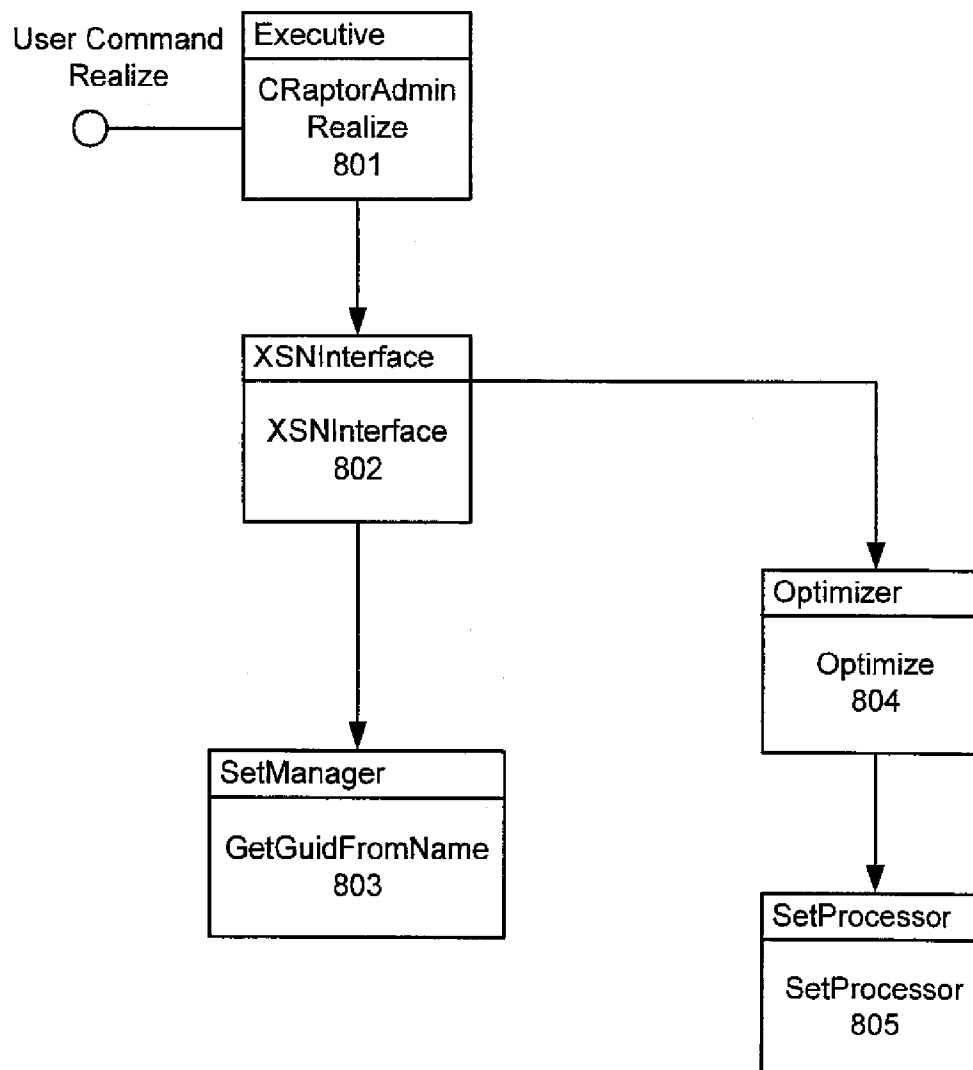 User Command
Realize
Executive
CRaptorAdmin
Realize
801
XSNInterface
XSNInterface
802
Optimizer
Optimize
804
SetManager
GetGuidFromName
803
SetProcessor
SetProcessor
805